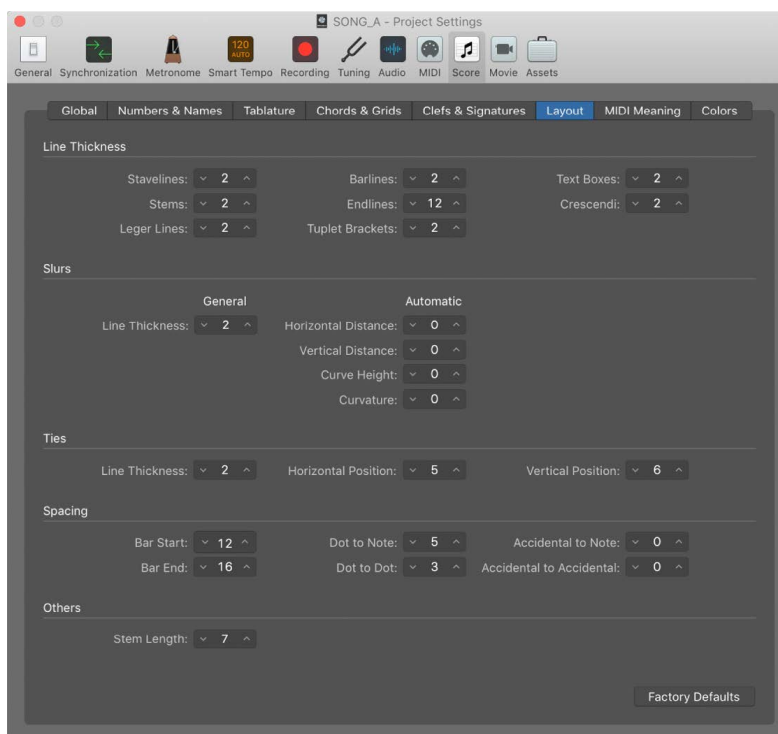 SONG_A - Project Settings
120
AUTO
General Synchronization Metronome Smart Tempo Recording Tuning Audio MIDI Score Movie Assets
Global Numbers & Names Tablature Chords & Grids Clefs & Signatures Layout MIDI Meaning Colors
Line Thickness
Stavelines: 2 Barlines: 2 Text Boxes: 2
Stems: 2 Endlines: 12 Crescendi: 2
Leger Lines: 2 Tuplet Brackets: 2
Slurs
General Automatic
Line Thickness: 2 Horizontal Distance: 0
Vertical Distance: 0
Curve Height: 0
Curvature: 0
Ties
Line Thickness: 2 Horizontal Position: 5 Vertical Position: 6
Spacing
Bar Start: 12 Dot to Note: 5 Accidental to Note: 0
Bar End: 16 Dot to Dot: 3 Accidental to Accidental: 0
Others
Stem Length: 7
Factory Defaults